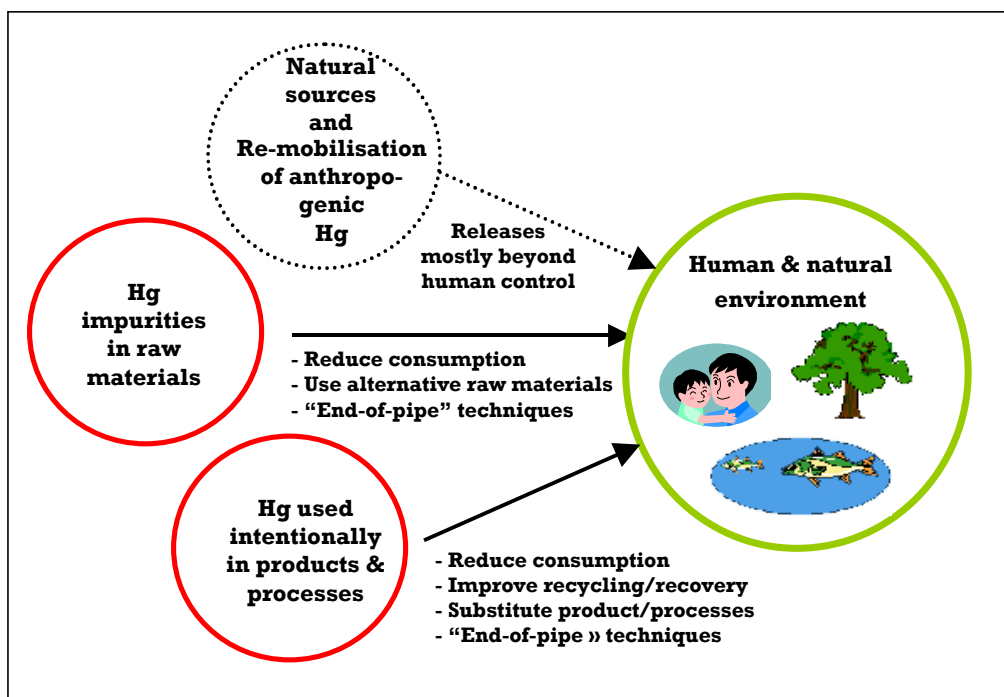 Natural
sources
and
Re-mobilisation
of anthropo-
genic
Hg
Releases
mostly beyond
human control
Human & natural
environment
Hg
impurities
in raw
materials
- Reduce consumption
- Use alternative raw materials
- “End-of-pipe” techniques
Hg used
intentionally
in products &
processes
- Reduce consumption
- Improve recycling/recovery
- Substitute product/processes
- “End-of-pipe » techniques